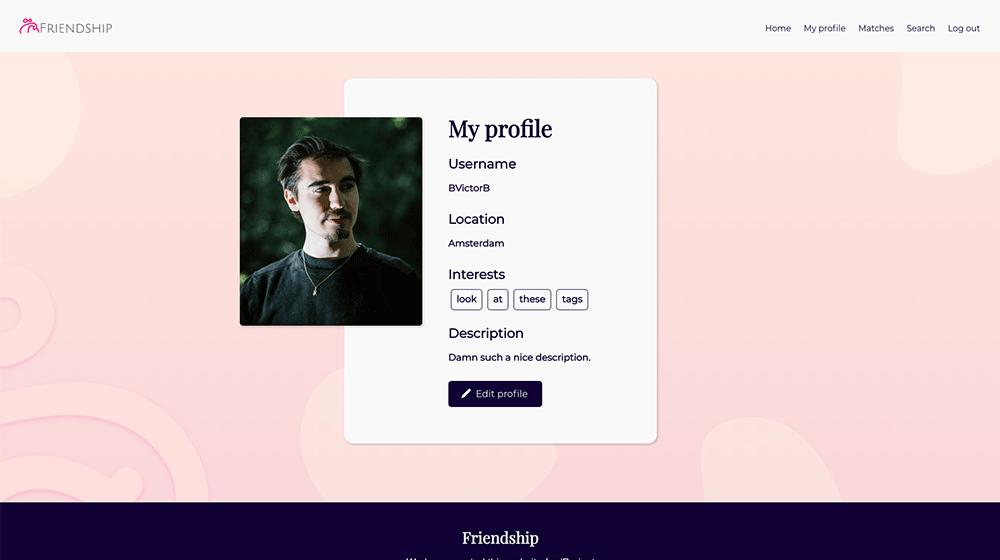 FRIENDSHIP
Home My profile Matches Search Log out
My profile
Username
BVictorB
Location
Amsterdam
Interests
look at these tags
Description
Damn such a nice description.
Edit profile
Friendship